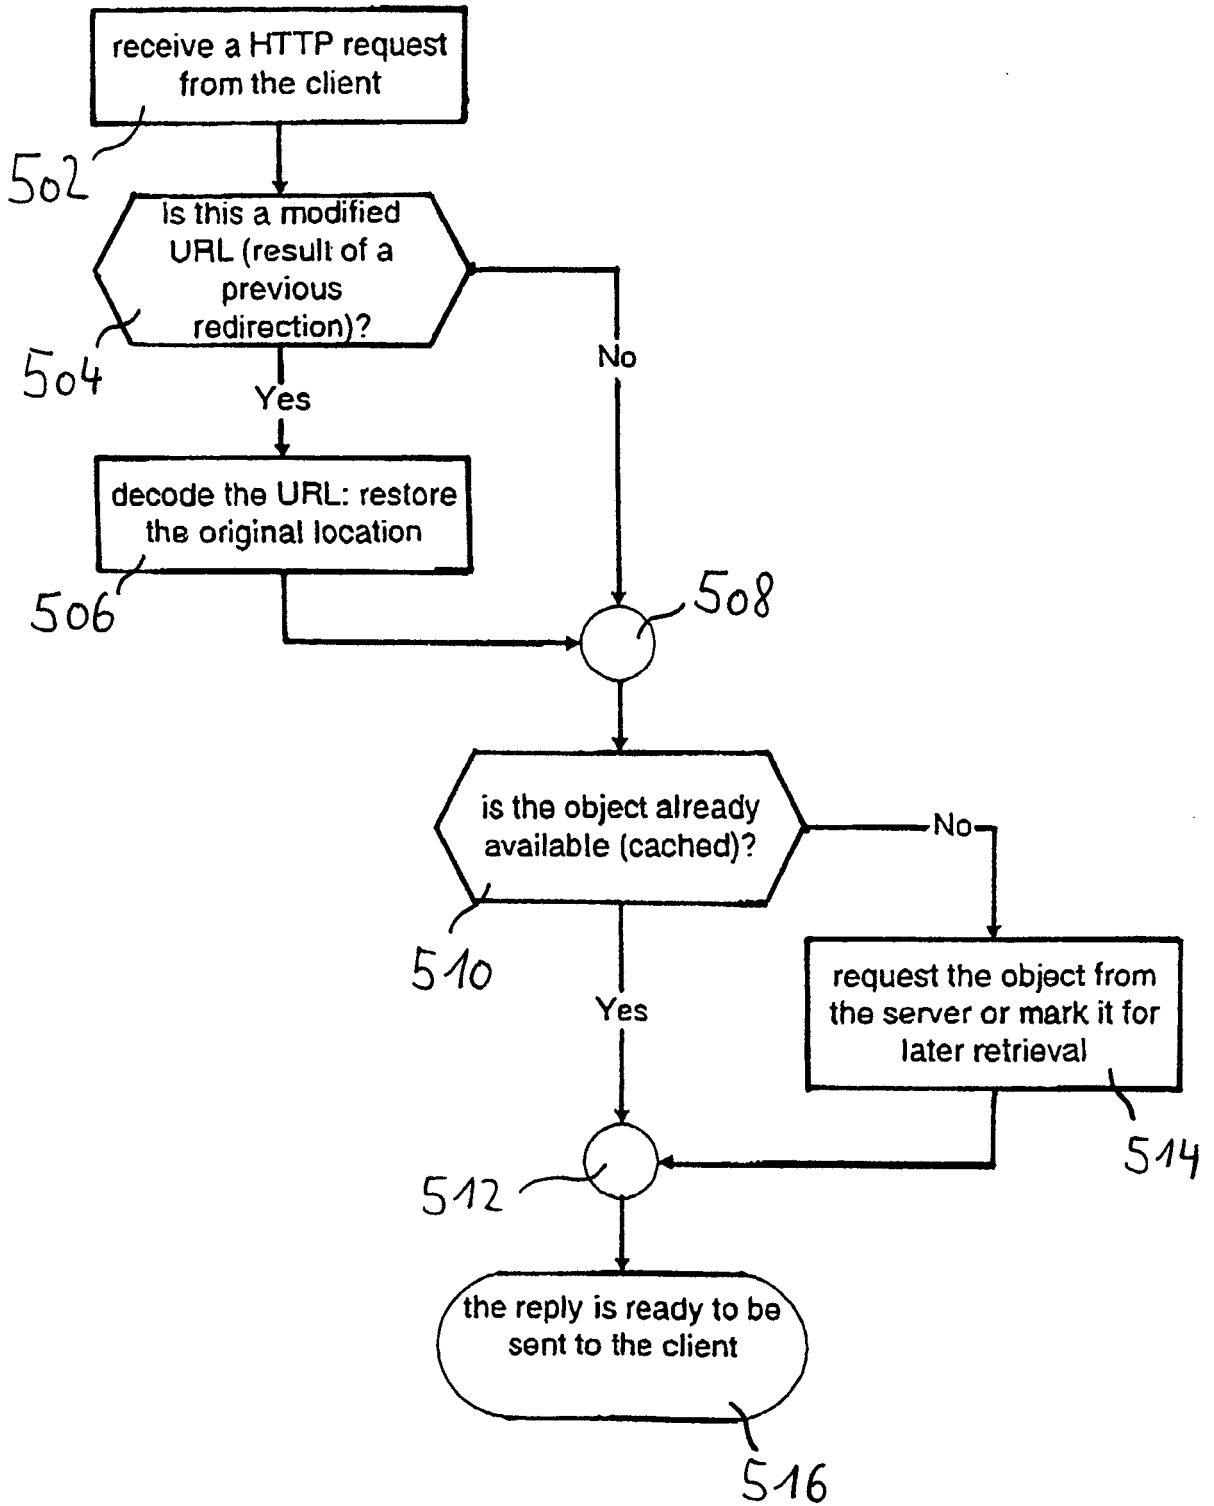 receive a HTTP request
from the client
502
is this a modified
URL (result of a
previous
redirection)?
504
No
Yes
decode the URL: restore
the original location
506
508
is the object already
available (cached)?
No
510
request the object from
the server or mark it for
later retrieval
Yes
514
512
the reply is ready to be
sent to the client
516